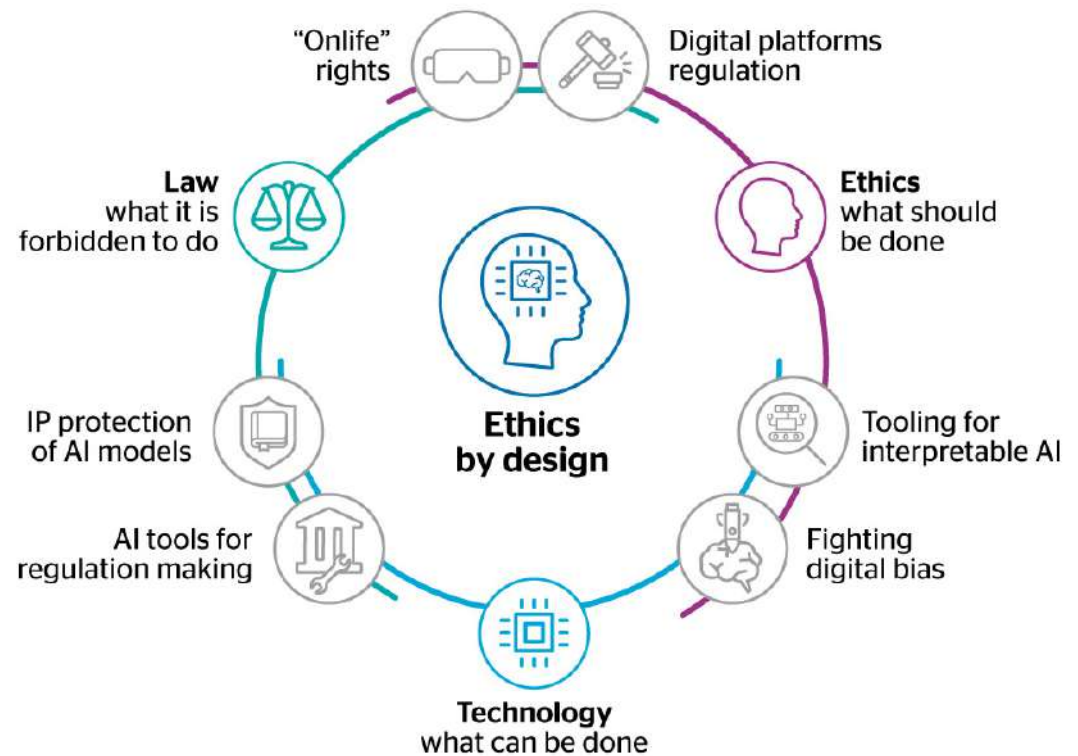 “Onlife”
rights
Digital platforms
regulation
Law
what it is
forbidden to do
Ethics
what should
be done
Ethics
by design
IP protection
of AI models
Tooling for
interpretable AI
AI tools for
regulation making
Fighting
digital bias
Technology
what can be done